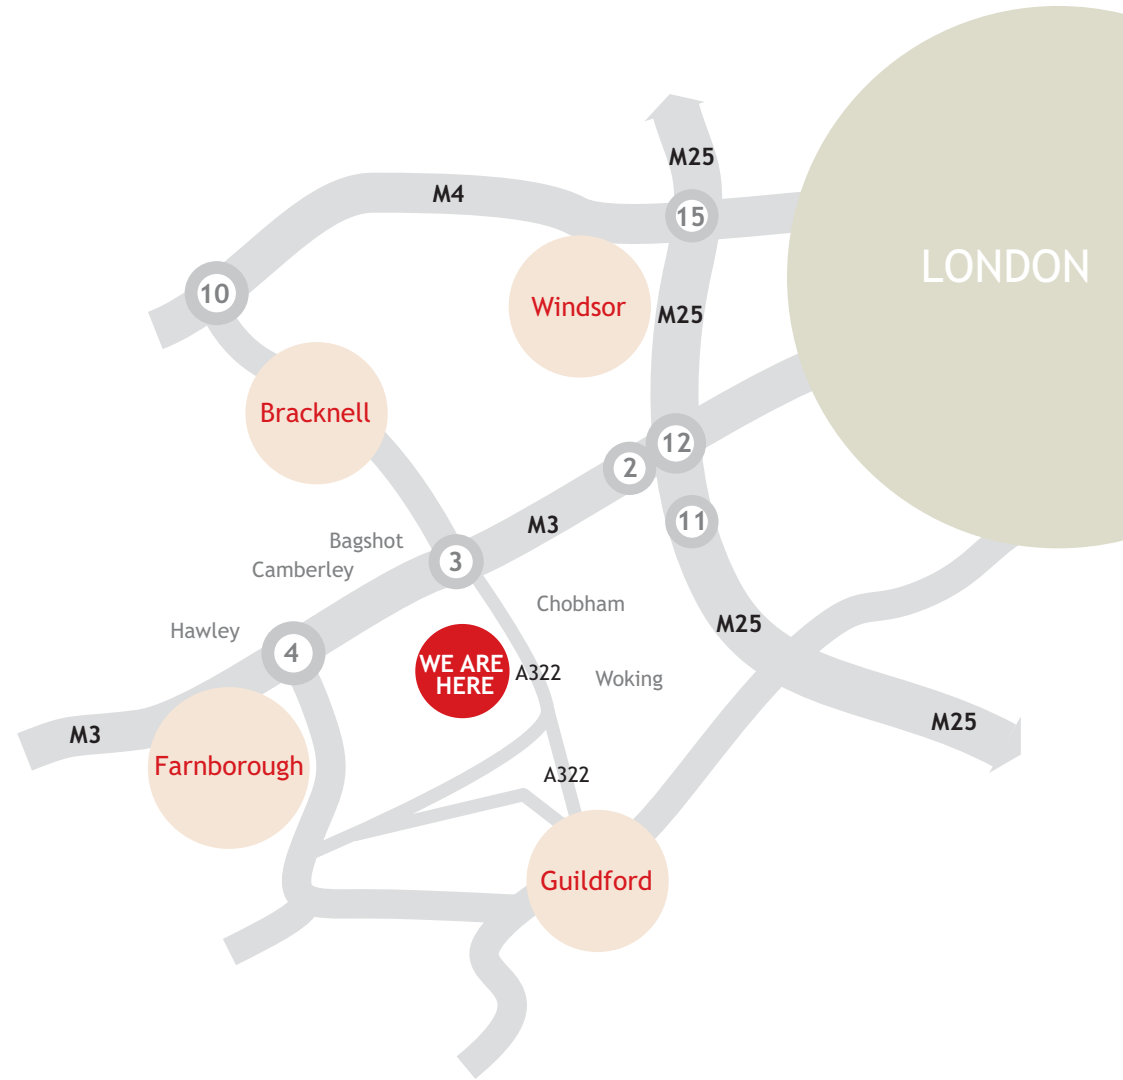 M25
M4
15
LONDON
10
Windsor
M25
Bracknell
12
2
11
M3
Bagshot
3
Camberley
Chobham
Hawley
M25
4
WE ARE
HERE
A322
Woking
M25
M3
Farnborough
A322
Guildford